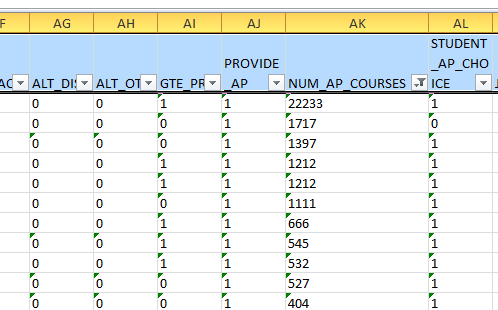 F AG AH AI AJ AK AL
STUDENT
PROVIDE _AP_CHO
AC ALT_DIS ALT_OT GTE_PR _AP NUM_AP_COURSES ICE
0 0 1 1 22233 1
0 0 0 1 1717 0
0 0 0 1 1397 1
0 0 1 1 1212 1
0 0 1 1 1212 1
0 0 0 1 1111 1
0 0 1 1 666 1
0 0 1 1 545 1
0 0 1 1 532 1
0 0 0 1 527 1
0 0 0 1 404 1